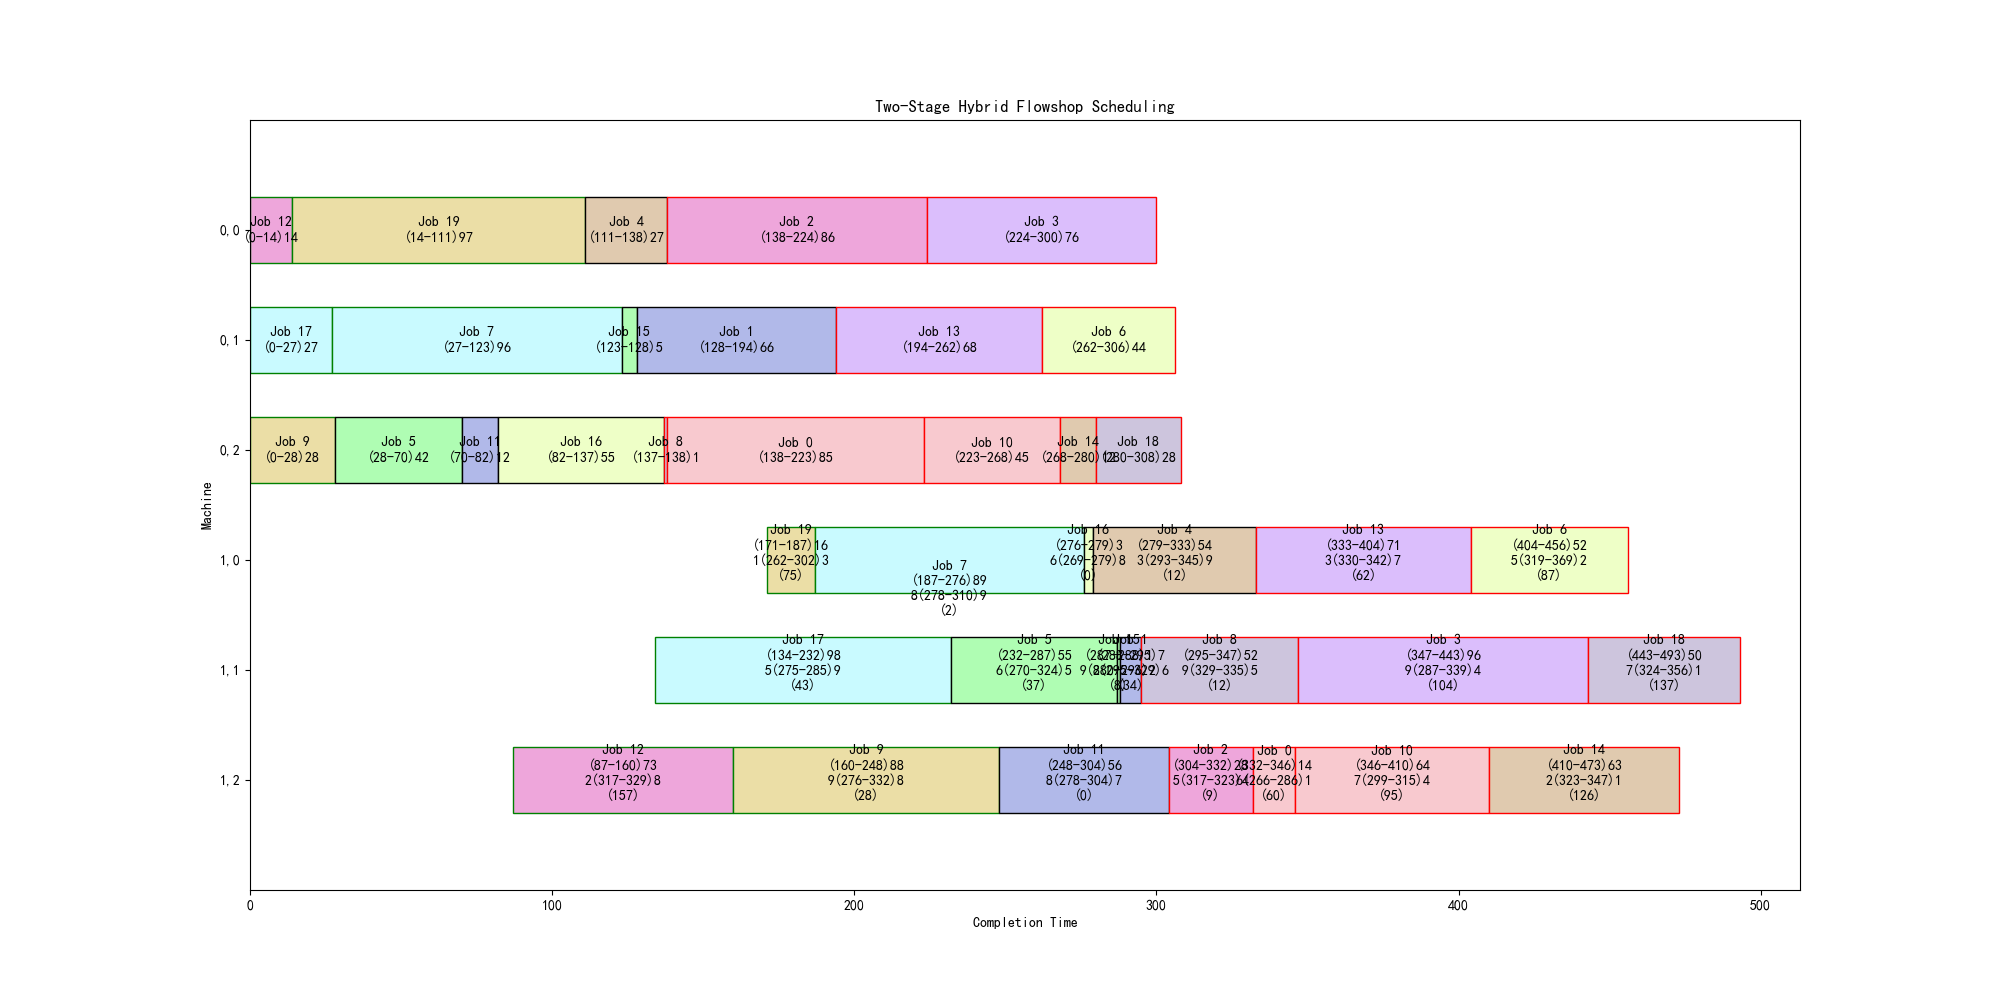 Two-Stage Hybrid Flowshop Scheduling
0,0
Job 12
(0-14)14
Job 19
(14-111)97
Job 4
(111-138)27
Job 2
(138-224)86
Job 3
(224-300)76
0,1
Job 17
(0-27)27
Job 7
(27-123)96
Job 15
(123-128)5
Job 1
(128-194)66
Job 13
(194-262)68
Job 6
(262-306)44
0,2
Job 9
(0-28)28
Job 5
(28-70)42
Job 11
(70-82)12
Job 16
(82-137)55
Job 8
(137-138)1
Job 0
(138-223)85
Job 10
(223-268)45
Job 14
(268-280)12
Job 18
(280-308)28
Machine
1,0
Job 19
(171-187)16
1(262-302)3
(75)
Job 7
(187-276)89
8(278-310)9
(2)
Job 16
(276-279)3
6(269-279)8
(0)
Job 4
(279-333)54
3(293-345)9
(12)
Job 13
(333-404)71
3(330-342)7
(62)
Job 6
(404-456)52
5(319-369)2
(87)
1,1
Job 17
(134-232)98
5(275-285)9
(43)
Job 5
(232-287)55
6(270-324)5
(37)
Job 15
Job 1
(34)
Job 8
(295-347)52
9(329-335)5
(12)
Job 3
(347-443)96
9(287-339)4
(104)
Job 18
(443-493)50
7(324-356)1
(137)
1,2
Job 12
(87-160)73
2(317-329)8
(157)
Job 9
(160-248)88
9(276-332)8
(28)
Job 11
(248-304)56
8(278-304)7
(0)
Job 2
(304-332)28
5(317-323)4
(9)
Job 0
(332-346)14
6(266-286)1
(60)
Job 10
(346-410)64
7(299-315)4
(95)
Job 14
(410-473)63
2(323-347)1
(126)
0
100
200
300
400
500
Completion Time